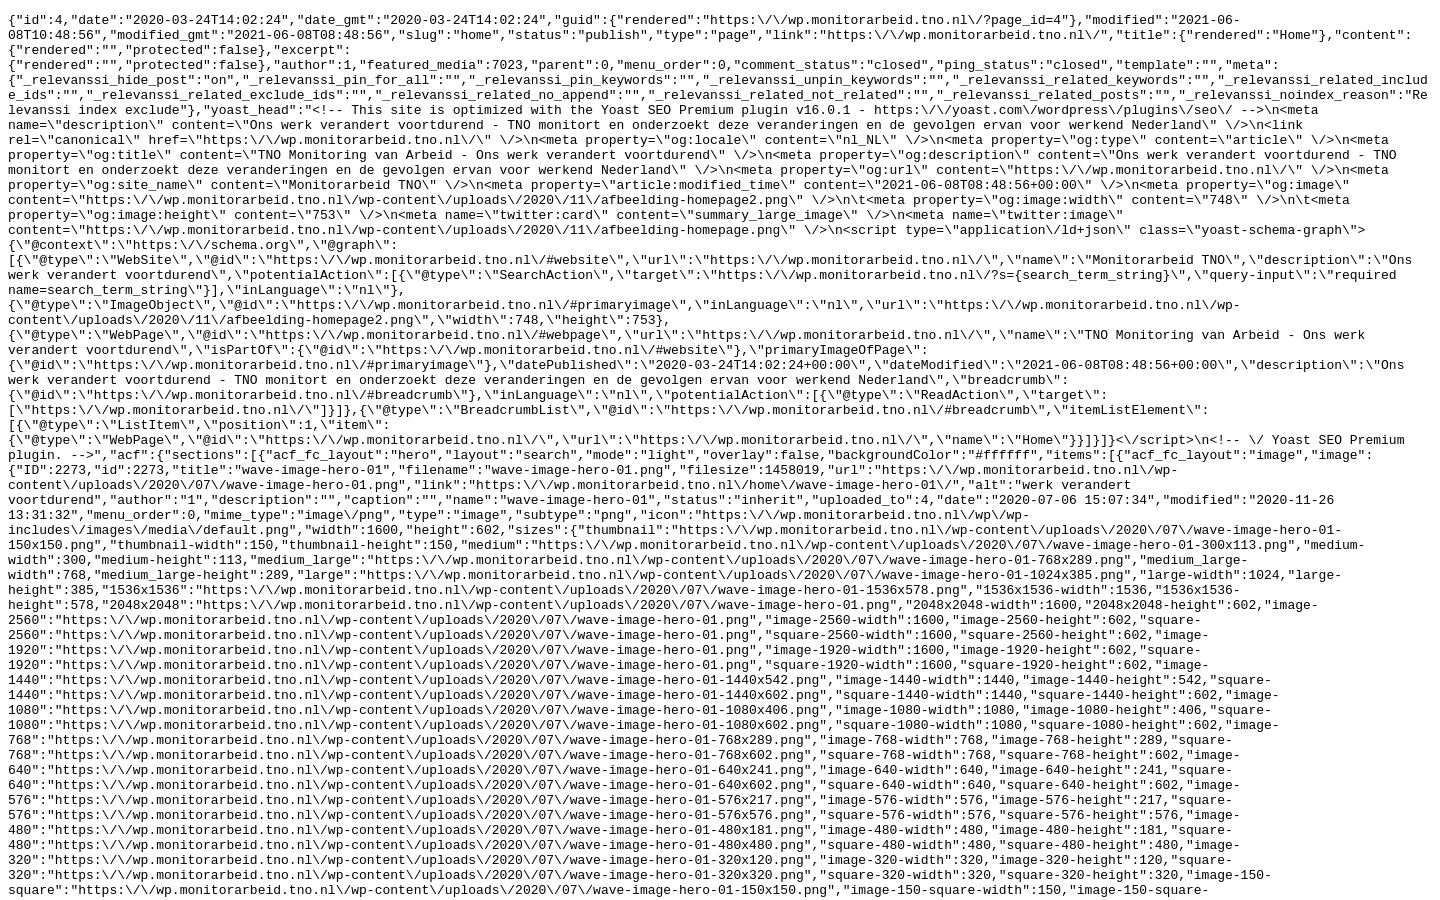 {"id":4,"date":"2020-03-24T14:02:24","date_gmt":"2020-03-24T14:02:24","guid":{"rendered":"https:\/\/wp.monitorarbeid.tno.nl\/?page_id=4"},"modified":"2021-06-
08T10:48:56","modified_gmt":"2021-06-08T08:48:56","slug":"home","status":"publish","type":"page","link":"https:\/\/wp.monitorarbeid.tno.nl\/","title":{"rendered":"Home"},"content":
{"rendered":"","protected":false},"excerpt":
{"rendered":"","protected":false},"author":1,"featured_media":7023,"parent":0,"menu_order":0,"comment_status":"closed","ping_status":"closed","template":"","meta":
{"_relevanssi_hide_post":"on","_relevanssi_pin_for_all":"","_relevanssi_pin_keywords":"","_relevanssi_unpin_keywords":"","_relevanssi_related_keywords":"","_relevanssi_related_includ
e_ids":"","_relevanssi_related_exclude_ids":"","_relevanssi_related_no_append":"","_relevanssi_related_not_related":"","_relevanssi_related_posts":"","_relevanssi_noindex_reason":"Re
levanssi index exclude"},"yoast_head":"<!-- This site is optimized with the Yoast SEO Premium plugin v16.0.1 - https:\/\/yoast.com\/wordpress\/plugins\/seo\/ -->\n<meta
name=\"description\" content=\"Ons werk verandert voortdurend - TNO monitort en onderzoekt deze veranderingen en de gevolgen ervan voor werkend Nederland\" \/>\n<link
rel=\"canonical\" href=\"https:\/\/wp.monitorarbeid.tno.nl\/\" \/>\n<meta property=\"og:locale\" content=\"nl_NL\" \/>\n<meta property=\"og:type\" content=\"article\" \/>\n<meta
property=\"og:title\" content=\"TNO Monitoring van Arbeid - Ons werk verandert voortdurend\" \/>\n<meta property=\"og:description\" content=\"Ons werk verandert voortdurend - TNO
monitort en onderzoekt deze veranderingen en de gevolgen ervan voor werkend Nederland\" \/>\n<meta property=\"og:url\" content=\"https:\/\/wp.monitorarbeid.tno.nl\/\" \/>\n<meta
property=\"og:site_name\" content=\"Monitorarbeid TNO\" \/>\n<meta property=\"article:modified_time\" content=\"2021-06-08T08:48:56+00:00\" \/>\n<meta property=\"og:image\"
content=\"https:\/\/wp.monitorarbeid.tno.nl\/wp-content\/uploads\/2020\/11\/afbeelding-homepage2.png\" \/>\n\t<meta property=\"og:image:width\" content=\"748\" \/>\n\t<meta
property=\"og:image:height\" content=\"753\" \/>\n<meta name=\"twitter:card\" content=\"summary_large_image\" \/>\n<meta name=\"twitter:image\"
content=\"https:\/\/wp.monitorarbeid.tno.nl\/wp-content\/uploads\/2020\/11\/afbeelding-homepage.png\" \/>\n<script type=\"application\/ld+json\" class=\"yoast-schema-graph\">
{\"@context\":\"https:\/\/schema.org\",\"@graph\":
[{\"@type\":\"WebSite\",\"@id\":\"https:\/\/wp.monitorarbeid.tno.nl\/#website\",\"url\":\"https:\/\/wp.monitorarbeid.tno.nl\/\",\"name\":\"Monitorarbeid TNO\",\"description\":\"Ons
werk verandert voortdurend\",\"potentialAction\":[{\"@type\":\"SearchAction\",\"target\":\"https:\/\/wp.monitorarbeid.tno.nl\/?s={search_term_string}\",\"query-input\":\"required
name=search_term_string\"}],\"inLanguage\":\"nl\"},
{\"@type\":\"ImageObject\",\"@id\":\"https:\/\/wp.monitorarbeid.tno.nl\/#primaryimage\",\"inLanguage\":\"nl\",\"url\":\"https:\/\/wp.monitorarbeid.tno.nl\/wp-
content\/uploads\/2020\/11\/afbeelding-homepage2.png\",\"width\":748,\"height\":753},
{\"@type\":\"WebPage\",\"@id\":\"https:\/\/wp.monitorarbeid.tno.nl\/#webpage\",\"url\":\"https:\/\/wp.monitorarbeid.tno.nl\/\",\"name\":\"TNO Monitoring van Arbeid - Ons werk
verandert voortdurend\",\"isPartOf\":{\"@id\":\"https:\/\/wp.monitorarbeid.tno.nl\/#website\"},\"primaryImageOfPage\":
{\"@id\":\"https:\/\/wp.monitorarbeid.tno.nl\/#primaryimage\"},\"datePublished\":\"2020-03-24T14:02:24+00:00\",\"dateModified\":\"2021-06-08T08:48:56+00:00\",\"description\":\"Ons
werk verandert voortdurend - TNO monitort en onderzoekt deze veranderingen en de gevolgen ervan voor werkend Nederland\",\"breadcrumb\":
{\"@id\":\"https:\/\/wp.monitorarbeid.tno.nl\/#breadcrumb\"},\"inLanguage\":\"nl\",\"potentialAction\":[{\"@type\":\"ReadAction\",\"target\":
[\"https:\/\/wp.monitorarbeid.tno.nl\/\"]}]},{\"@type\":\"BreadcrumbList\",\"@id\":\"https:\/\/wp.monitorarbeid.tno.nl\/#breadcrumb\",\"itemListElement\":
[{\"@type\":\"ListItem\",\"position\":1,\"item\":
{\"@type\":\"WebPage\",\"@id\":\"https:\/\/wp.monitorarbeid.tno.nl\/\",\"url\":\"https:\/\/wp.monitorarbeid.tno.nl\/\",\"name\":\"Home\"}}]}]}<\/script>\n<!-- \/ Yoast SEO Premium
plugin. -->","acf":{"sections":[{"acf_fc_layout":"hero","layout":"search","mode":"light","overlay":false,"backgroundColor":"#ffffff","items":[{"acf_fc_layout":"image","image":
{"ID":2273,"id":2273,"title":"wave-image-hero-01","filename":"wave-image-hero-01.png","filesize":1458019,"url":"https:\/\/wp.monitorarbeid.tno.nl\/wp-
content\/uploads\/2020\/07\/wave-image-hero-01.png","link":"https:\/\/wp.monitorarbeid.tno.nl\/home\/wave-image-hero-01\/","alt":"werk verandert
voortdurend","author":"1","description":"","caption":"","name":"wave-image-hero-01","status":"inherit","uploaded_to":4,"date":"2020-07-06 15:07:34","modified":"2020-11-26
13:31:32","menu_order":0,"mime_type":"image\/png","type":"image","subtype":"png","icon":"https:\/\/wp.monitorarbeid.tno.nl\/wp\/wp-
includes\/images\/media\/default.png","width":1600,"height":602,"sizes":{"thumbnail":"https:\/\/wp.monitorarbeid.tno.nl\/wp-content\/uploads\/2020\/07\/wave-image-hero-01-
150x150.png","thumbnail-width":150,"thumbnail-height":150,"medium":"https:\/\/wp.monitorarbeid.tno.nl\/wp-content\/uploads\/2020\/07\/wave-image-hero-01-300x113.png","medium-
width":300,"medium-height":113,"medium_large":"https:\/\/wp.monitorarbeid.tno.nl\/wp-content\/uploads\/2020\/07\/wave-image-hero-01-768x289.png","medium_large-
width":768,"medium_large-height":289,"large":"https:\/\/wp.monitorarbeid.tno.nl\/wp-content\/uploads\/2020\/07\/wave-image-hero-01-1024x385.png","large-width":1024,"large-
height":385,"1536x1536":"https:\/\/wp.monitorarbeid.tno.nl\/wp-content\/uploads\/2020\/07\/wave-image-hero-01-1536x578.png","1536x1536-width":1536,"1536x1536-
height":578,"2048x2048":"https:\/\/wp.monitorarbeid.tno.nl\/wp-content\/uploads\/2020\/07\/wave-image-hero-01.png","2048x2048-width":1600,"2048x2048-height":602,"image-
2560":"https:\/\/wp.monitorarbeid.tno.nl\/wp-content\/uploads\/2020\/07\/wave-image-hero-01.png","image-2560-width":1600,"image-2560-height":602,"square-
2560":"https:\/\/wp.monitorarbeid.tno.nl\/wp-content\/uploads\/2020\/07\/wave-image-hero-01.png","square-2560-width":1600,"square-2560-height":602,"image-
1920":"https:\/\/wp.monitorarbeid.tno.nl\/wp-content\/uploads\/2020\/07\/wave-image-hero-01.png","image-1920-width":1600,"image-1920-height":602,"square-
1920":"https:\/\/wp.monitorarbeid.tno.nl\/wp-content\/uploads\/2020\/07\/wave-image-hero-01.png","square-1920-width":1600,"square-1920-height":602,"image-
1440":"https:\/\/wp.monitorarbeid.tno.nl\/wp-content\/uploads\/2020\/07\/wave-image-hero-01-1440x542.png","image-1440-width":1440,"image-1440-height":542,"square-
1440":"https:\/\/wp.monitorarbeid.tno.nl\/wp-content\/uploads\/2020\/07\/wave-image-hero-01-1440x602.png","square-1440-width":1440,"square-1440-height":602,"image-
1080":"https:\/\/wp.monitorarbeid.tno.nl\/wp-content\/uploads\/2020\/07\/wave-image-hero-01-1080x406.png","image-1080-width":1080,"image-1080-height":406,"square-
1080":"https:\/\/wp.monitorarbeid.tno.nl\/wp-content\/uploads\/2020\/07\/wave-image-hero-01-1080x602.png","square-1080-width":1080,"square-1080-height":602,"image-
768":"https:\/\/wp.monitorarbeid.tno.nl\/wp-content\/uploads\/2020\/07\/wave-image-hero-01-768x289.png","image-768-width":768,"image-768-height":289,"square-
768":"https:\/\/wp.monitorarbeid.tno.nl\/wp-content\/uploads\/2020\/07\/wave-image-hero-01-768x602.png","square-768-width":768,"square-768-height":602,"image-
640":"https:\/\/wp.monitorarbeid.tno.nl\/wp-content\/uploads\/2020\/07\/wave-image-hero-01-640x241.png","image-640-width":640,"image-640-height":241,"square-
640":"https:\/\/wp.monitorarbeid.tno.nl\/wp-content\/uploads\/2020\/07\/wave-image-hero-01-640x602.png","square-640-width":640,"square-640-height":602,"image-
576":"https:\/\/wp.monitorarbeid.tno.nl\/wp-content\/uploads\/2020\/07\/wave-image-hero-01-576x217.png","image-576-width":576,"image-576-height":217,"square-
576":"https:\/\/wp.monitorarbeid.tno.nl\/wp-content\/uploads\/2020\/07\/wave-image-hero-01-576x576.png","square-576-width":576,"square-576-height":576,"image-
480":"https:\/\/wp.monitorarbeid.tno.nl\/wp-content\/uploads\/2020\/07\/wave-image-hero-01-480x181.png","image-480-width":480,"image-480-height":181,"square-
480":"https:\/\/wp.monitorarbeid.tno.nl\/wp-content\/uploads\/2020\/07\/wave-image-hero-01-480x480.png","square-480-width":480,"square-480-height":480,"image-
320":"https:\/\/wp.monitorarbeid.tno.nl\/wp-content\/uploads\/2020\/07\/wave-image-hero-01-320x120.png","image-320-width":320,"image-320-height":120,"square-
320":"https:\/\/wp.monitorarbeid.tno.nl\/wp-content\/uploads\/2020\/07\/wave-image-hero-01-320x320.png","square-320-width":320,"square-320-height":320,"image-150-
square":"https:\/\/wp.monitorarbeid.tno.nl\/wp-content\/uploads\/2020\/07\/wave-image-hero-01-150x150.png","image-150-square-width":150,"image-150-square-